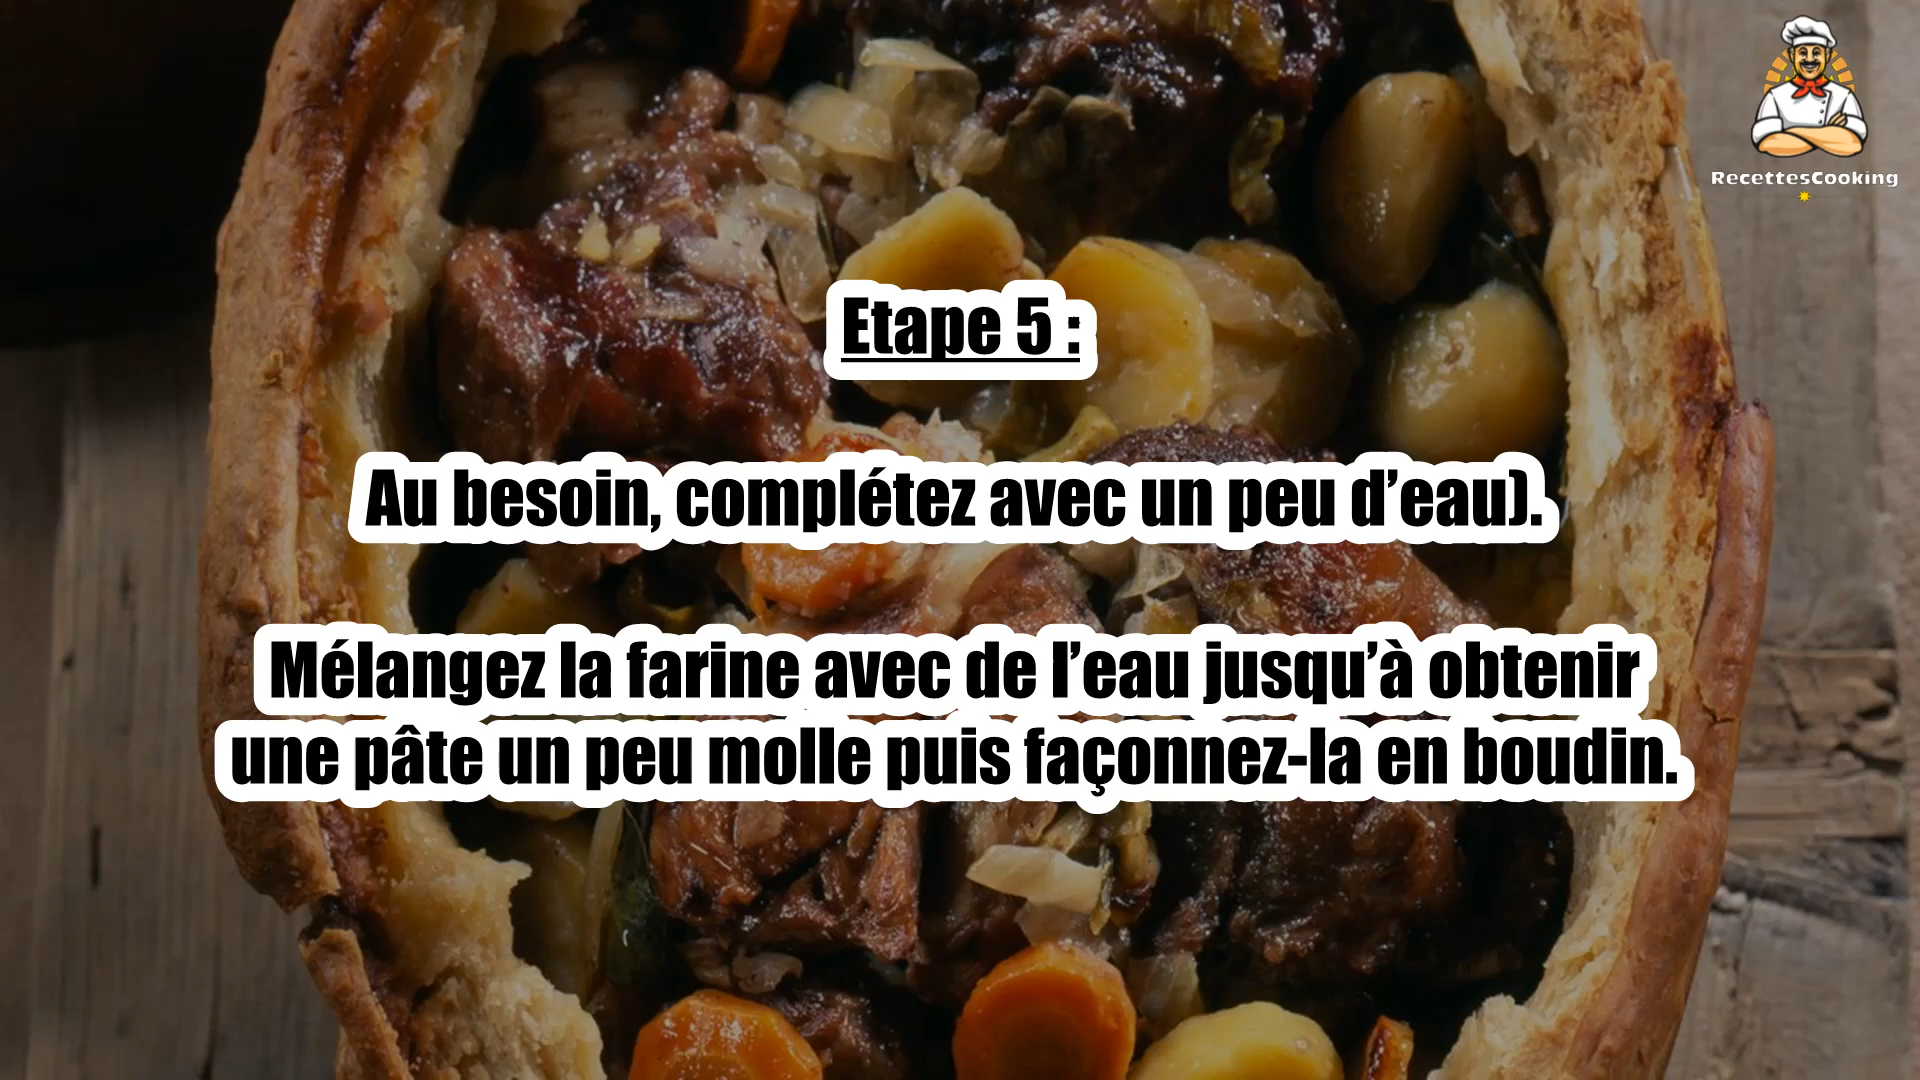 RecettesCooking
Etape 5 :
Au besoin, complétez avec un peu d’eau).
Mélangez la farine avec de l’eau jusqu’à obtenir
une pâte un peu molle puis façonnez-la en boudin.